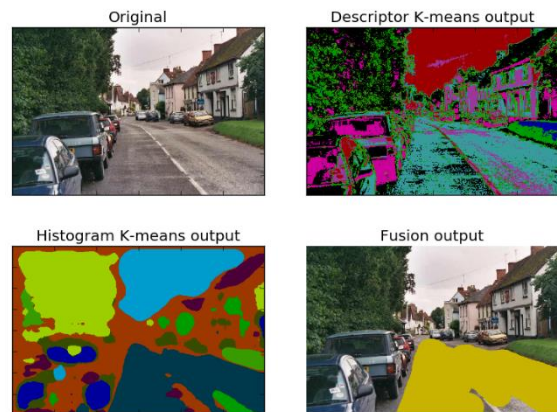 Original
Descriptor K-means output
Histogram K-means output
Fusion output